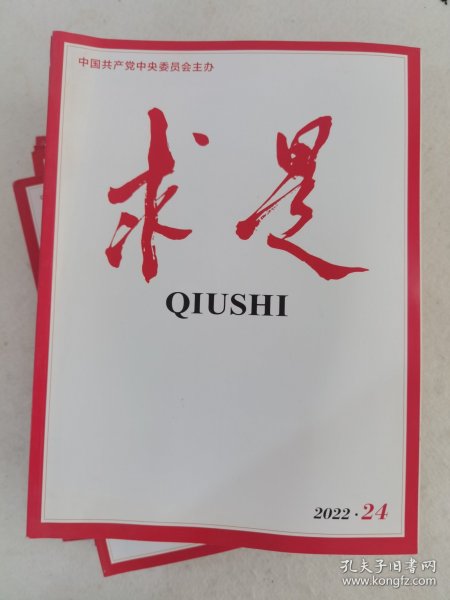 中国共产党中央委员会主办
求是
QIUSHI
2022·24
孔夫子旧书网
www.kongfz.com